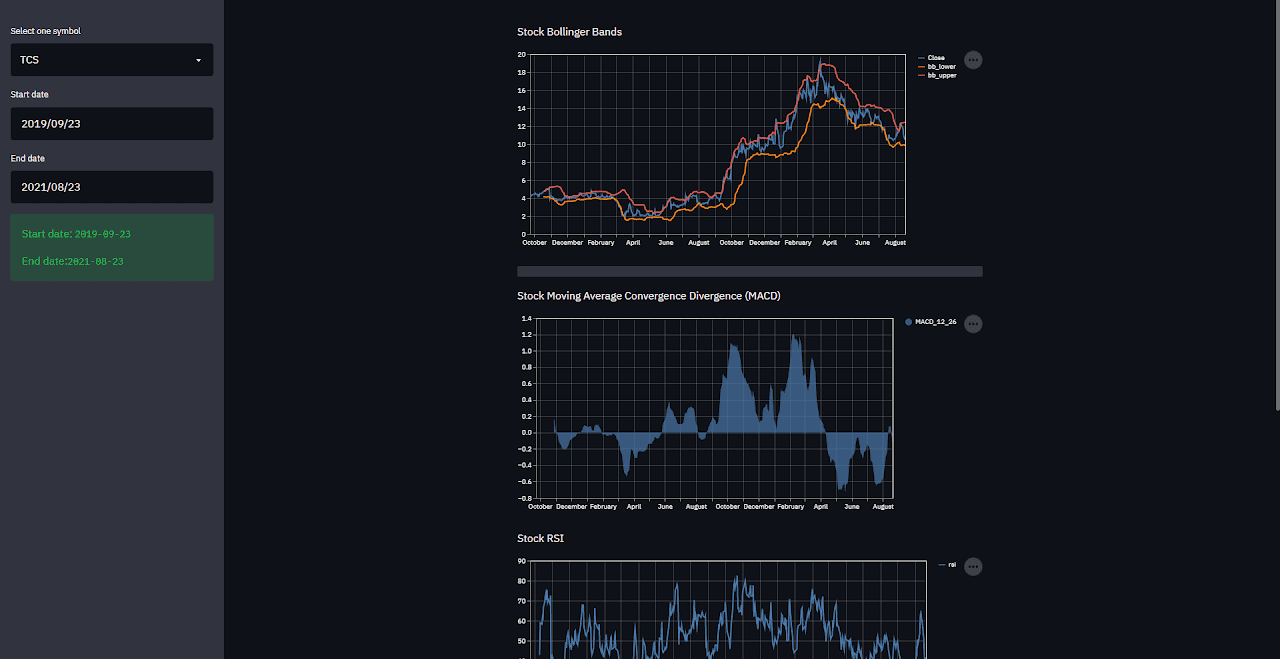 Select one symbol
TCS
Start date
2019/09/23
End date
2021/08/23
Start date: 2019-09-23
End date:2021-08-23
Stock Bollinger Bands
20
18
16
14
12
10
8
6
4
2
0
October December February April June August October December February April June August
Close
bb_lower
bb_upper
Stock Moving Average Convergence Divergence (MACD)
1.4
1.2
1.0
0.8
0.6
0.4
0.2
0.0
−0.2
−0.4
−0.6
−0.8
October December February April June August October December February April June August
MACD_12_26
Stock RSI
90
80
70
60
50
rsi